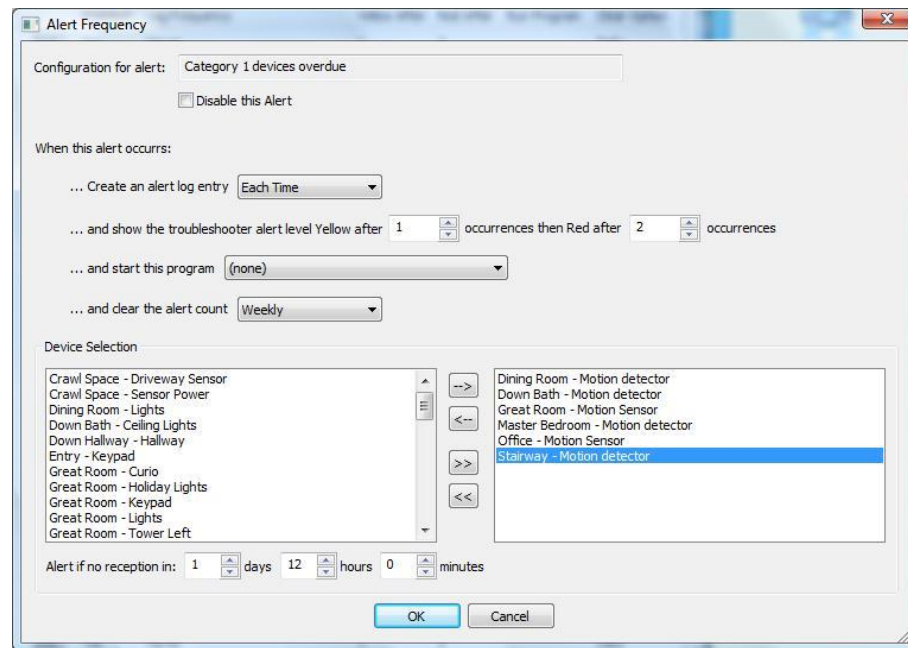 Alert Frequency
Configuration for alert: Category 1 devices overdue
Disable this Alert
When this alert occurrs:
... Create an alert log entry Each Time
... and show the troubleshooter alert level Yellow after 1 occurrences then Red after 2 occurrences
... and start this program (none)
... and clear the alert count Weekly
Device Selection
Crawl Space - Driveway Sensor
Crawl Space - Sensor Power
Dining Room - Lights
Down Bath - Ceiling Lights
Down Hallway - Hallway
Entry - Keypad
Great Room - Curio
Great Room - Holiday Lights
Great Room - Keypad
Great Room - Lights
Great Room - Tower Left
-->
<--
>>
<<
Dining Room - Motion detector
Down Bath - Motion detector
Great Room - Motion Sensor
Master Bedroom - Motion detector
Office - Motion Sensor
Stairway - Motion detector
Alert if no reception in: 1 days 12 hours 0 minutes
OK Cancel